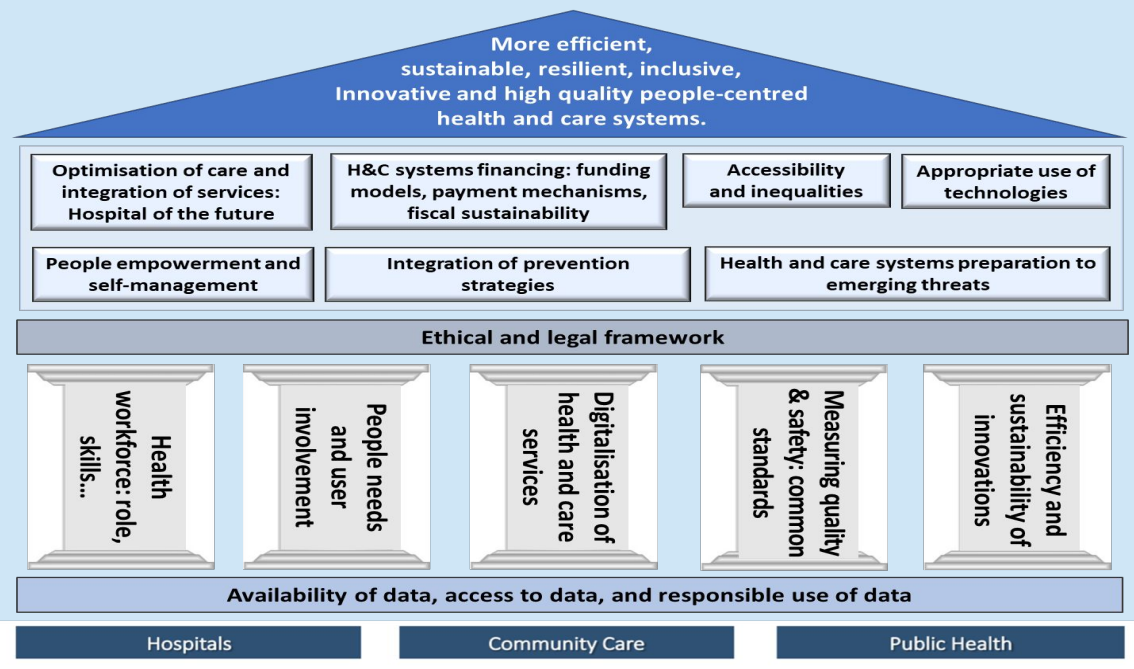 More efficient,
sustainable, resilient, inclusive,
Innovative and high quality people-centred
health and care systems.
Optimisation of care and
integration of services:
Hospital of the future
H&C systems financing: funding
models, payment mechanisms,
fiscal sustainability
Accessibility
and inequalities
Appropriate use of
technologies
People empowerment and
self-management
Integration of prevention
strategies
Health and care systems preparation to
emerging threats
Ethical and legal framework
Health
workforce: role,
skills...
People needs
and user
involvement
Digitalisation of
health and care
services
Measuring quality
& safety: common
standards
Efficiency and
sustainability of
innovations
Availability of data, access to data, and responsible use of data
Hospitals
Community Care
Public Health